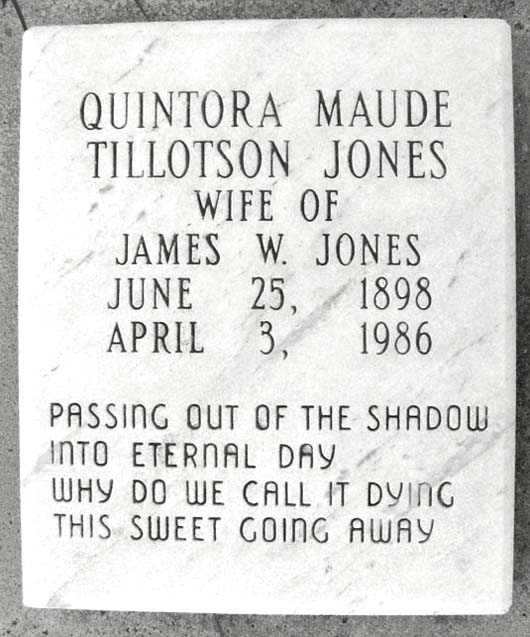 QUINTORA MAUDE
TILLOTSON JONES
WIFE OF
JAMES W. JONES
JUNE 25, 1898
APRIL 3, 1986
PASSING OUT OF THE SHADOW
INTO ETERNAL DAY
WHY DO WE CALL IT DYING
THIS SWEET GOING AWAY